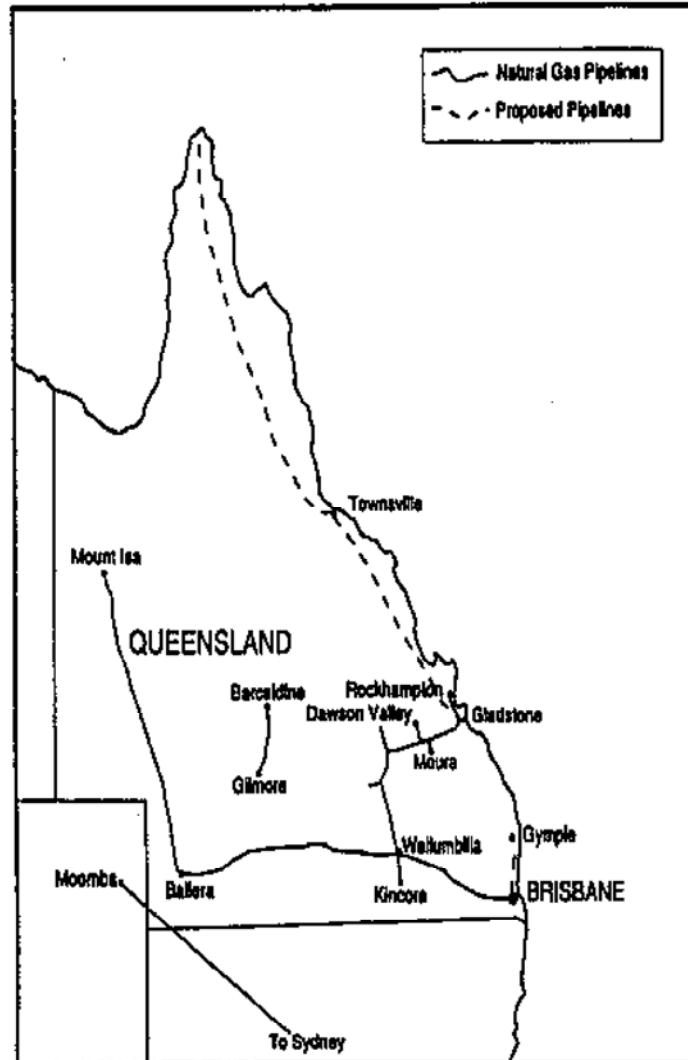 Natural Gas Pipelines
Proposed Pipelines
Townsville
Mount Isa
QUEENSLAND
Barcaldine
Rockhampton
Dawson Valley
Gladstone
Moura
Gilmore
Gympie
Wallumbilla
Moomba
Ballera
Kincora
BRISBANE
To Sydney